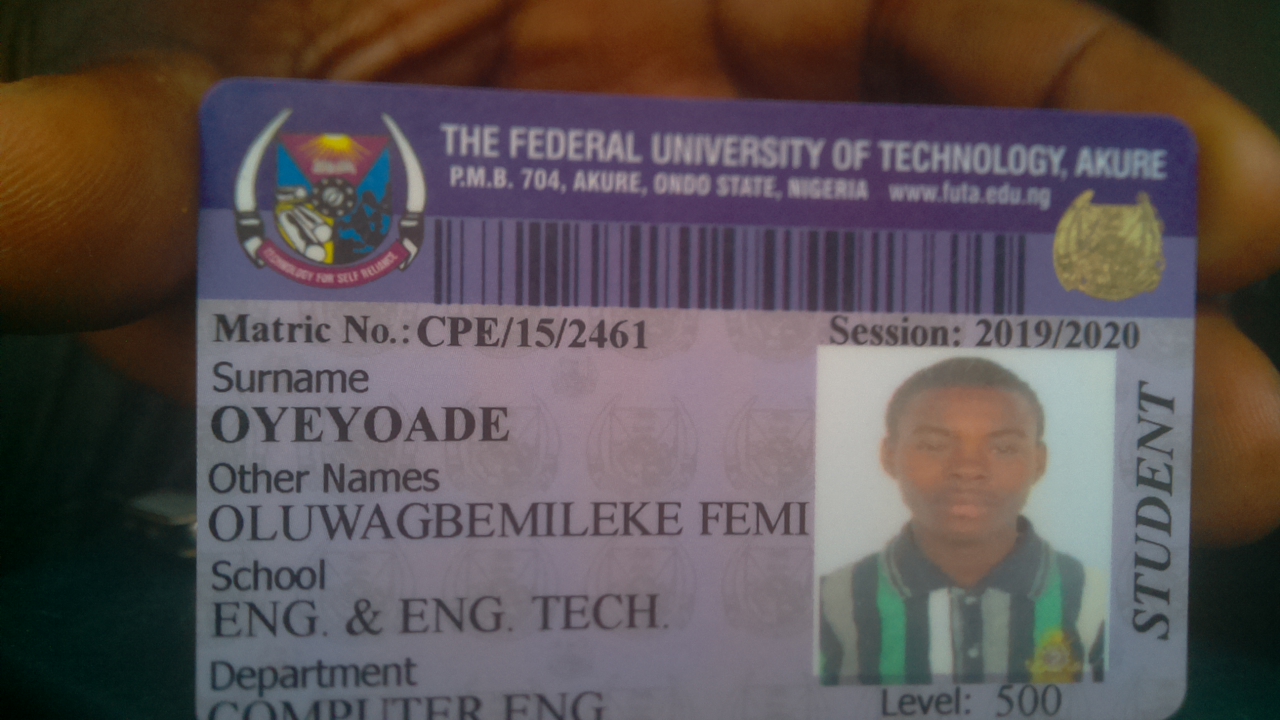 THE FEDERAL UNIVERSITY OF TECHNOLOGY, AKURE
P.M.B. 704, AKURE, ONDO STATE, NIGERIA www.futa.edu.ng
TECHNOLOGY FOR SELF RELIANCE
Matric No.: CPE/15/2461
Session: 2019/2020
Surname
OYEYOADE
Other Names
OLUWAGBEMILEKE FEMI
School
ENG. & ENG. TECH.
Department
COMPUTER ENG
Level: 500
STUDENT